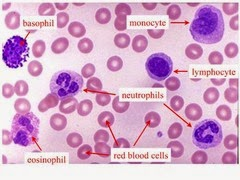 basophil
monocyte
lymphocyte
neutrophils
eosinophil
red blood cells